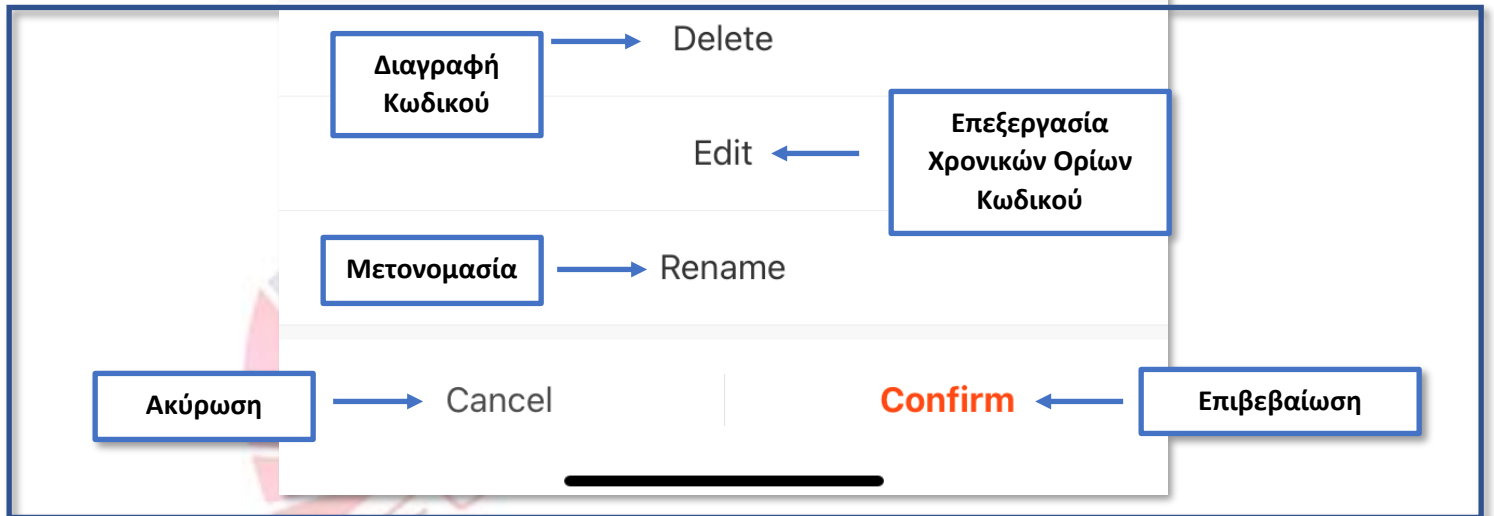 Διαγραφή
Κωδικού
Delete
Edit
Επεξεργασία
Χρονικών Ορίων
Κωδικού
Μετονομασία
Rename
Ακύρωση
Cancel
Confirm
Επιβεβαίωση